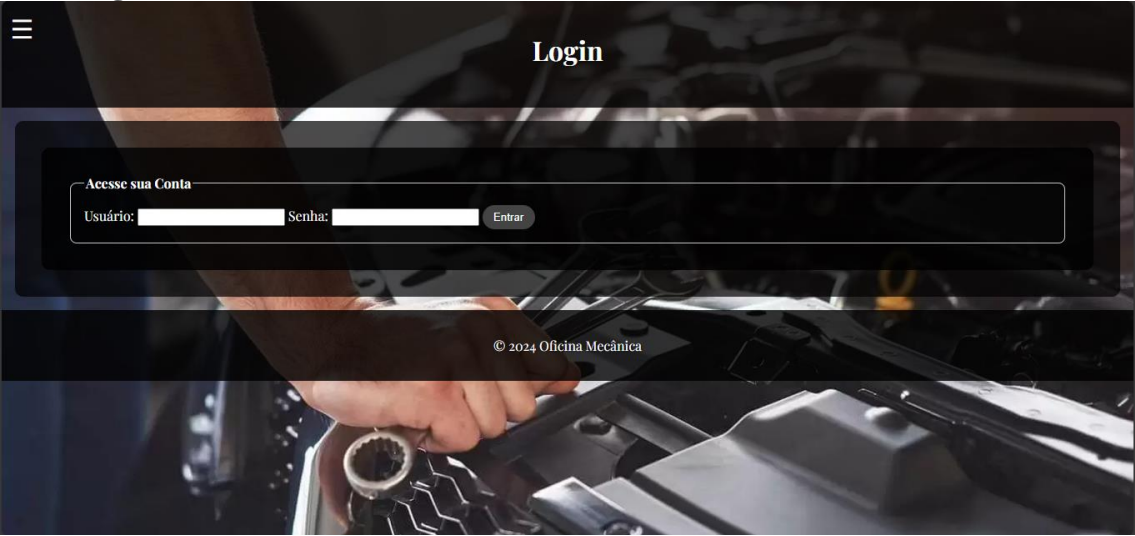 Login
Acesse sua Conta
Usuário: Senha: Entrar
© 2024 Oficina Mecânica